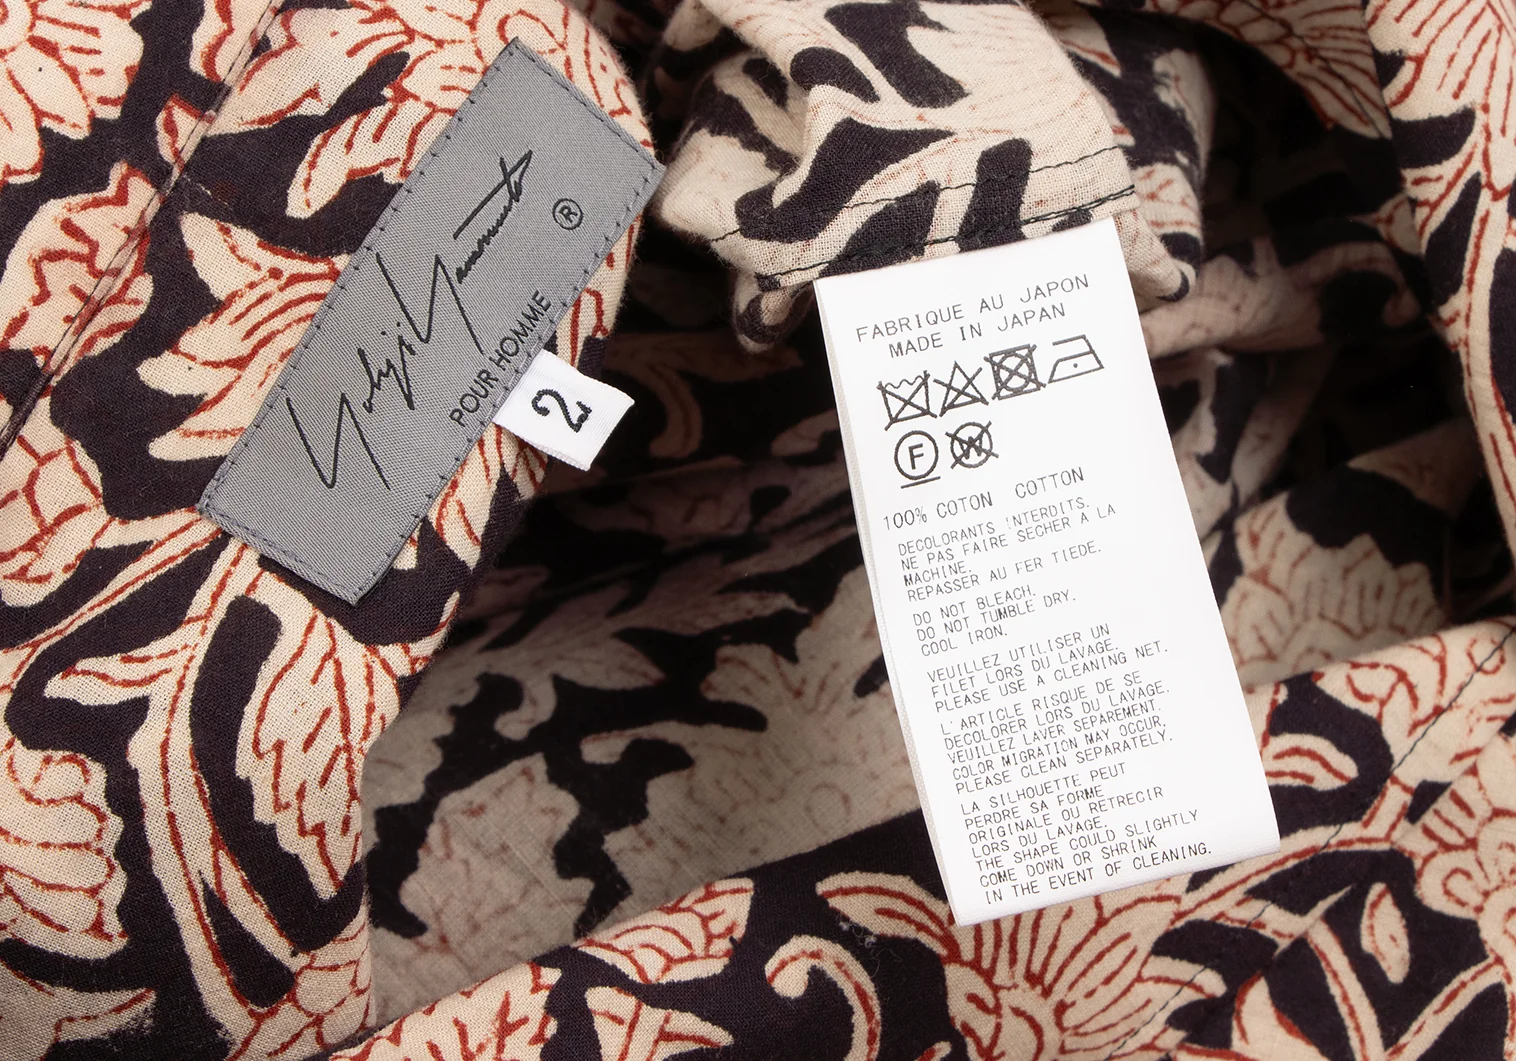 Yohji Yamamoto ®
POUR HOMME
2
FABRIQUE AU JAPON
MADE IN JAPAN
F W
100% COTON COTTON
DECOLORANTS INTERDITS.
NE PAS FAIRE SECHER A LA
MACHINE.
REPASSER AU FER TIEDE.
DO NOT BLEACH.
DO NOT TUMBLE DRY.
COOL IRON.
VEUILLEZ UTILISER UN
FILET LORS DU LAVAGE.
PLEASE USE A CLEANING NET.
L'ARTICLE RISQUE DE SE
DECOLORER LORS DU LAVAGE.
VEUILLEZ LAVER SEPAREMENT.
COLOR MIGRATION MAY OCCUR,
PLEASE CLEAN SEPARATELY.
LA SILHOUETTE PEUT
PERDRE SA FORME
ORIGINALE OU RETRECIR
LORS DU LAVAGE.
THE SHAPE COULD SLIGHTLY
COME DOWN OR SHRINK
IN THE EVENT OF CLEANING.